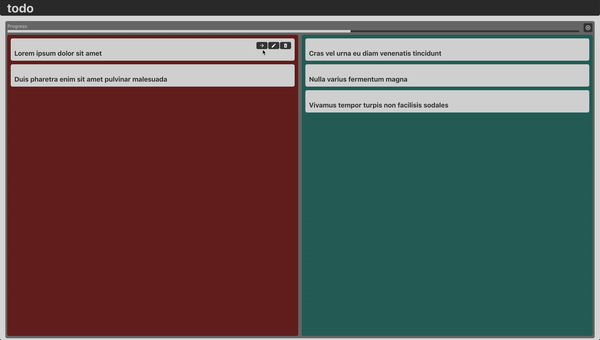 todo
Progress
Lorem ipsum dolor sit amet
Duis pharetra enim sit amet pulvinar malesuada
Cras vel urna eu diam venenatis tincidunt
Nulla varius fermentum magna
Vivamus tempor turpis non facilisis sodales